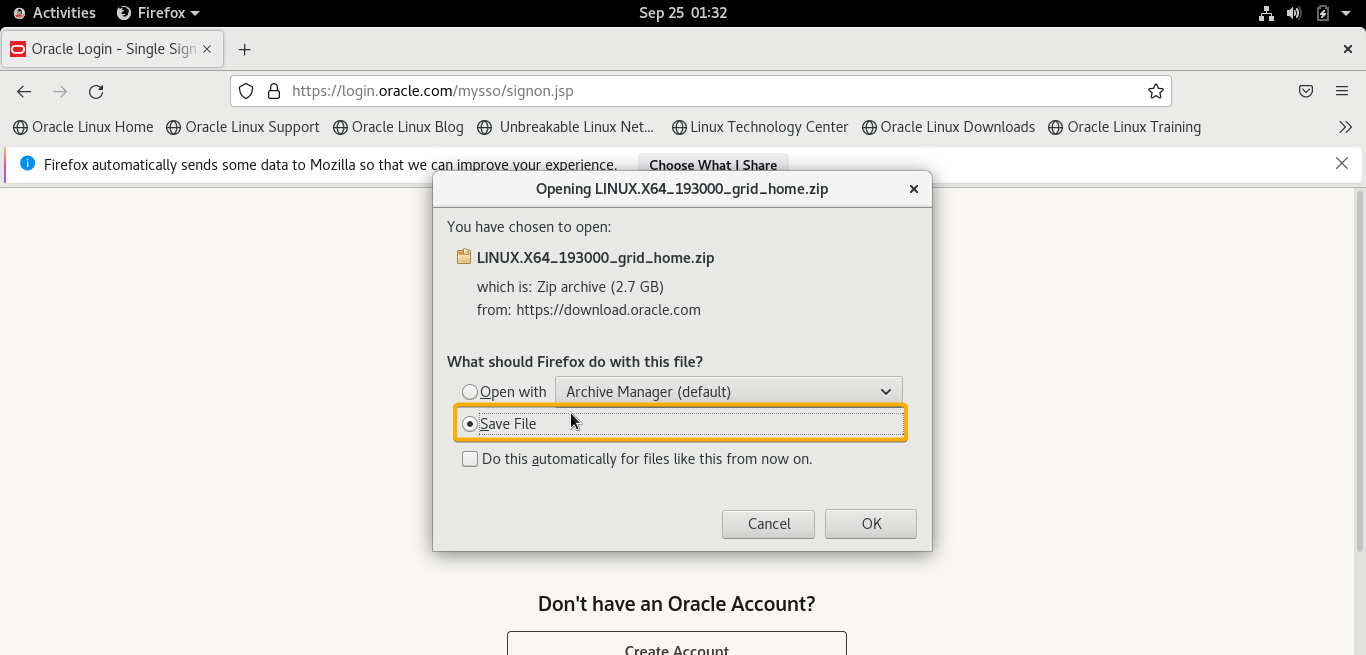 Activities Firefox Sep 25 01:32
Oracle Login - Single Sign
https://login.oracle.com/mysso/signon.jsp
Oracle Linux Home Oracle Linux Support Oracle Linux Blog Unbreakable Linux Net... Linux Technology Center Oracle Linux Downloads Oracle Linux Training
Firefox automatically sends some data to Mozilla so that we can improve your experience. Choose What I Share
Opening LINUX.X64_193000_grid_home.zip
You have chosen to open:
LINUX.X64_193000_grid_home.zip
which is: Zip archive (2.7 GB)
from: https://download.oracle.com
What should Firefox do with this file?
Open with Archive Manager (default)
Save File
Do this automatically for files like this from now on.
Cancel OK
Don't have an Oracle Account?
Create Account